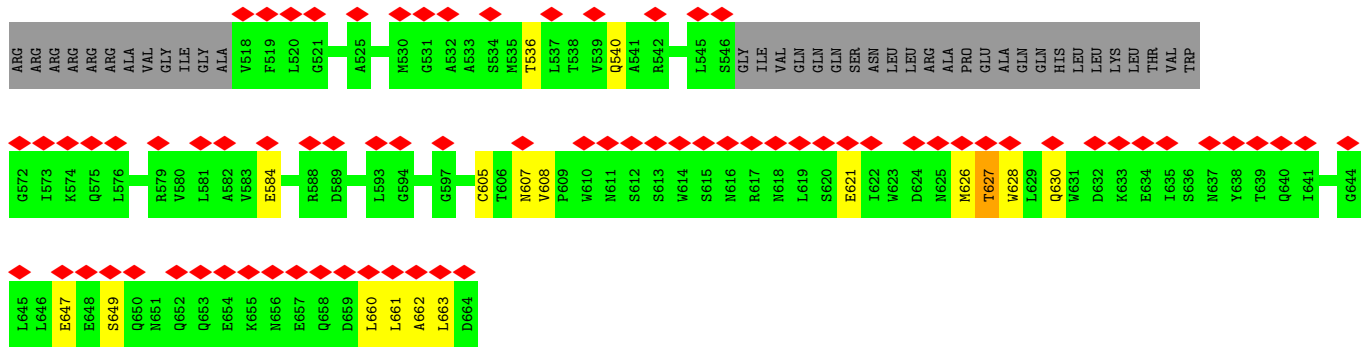 ARG ARG ARG ARG ARG ARG ALA VAL GLY ILE GLY ALA V518 F519 L520 G521 A525 M530 G531 A532 A533 S534 M535 T536 L537 T538 V539 Q540 A541 R542 L545 S546 GLY ILE VAL GLN GLN GLN SER ASN LEU LEU ARG ALA PRO GLU ALA GLN GLN HIS LEU LEU LYS LEU THR VAL TRP
G572 I573 K574 Q575 L576 R579 V580 L581 A582 V583 E584 R588 D589 L593 G594 G597 C605 T606 N607 V608 P609 W610 N611 S612 S613 W614 S615 N616 R617 N618 L619 S620 E621 I622 W623 D624 N625 M626 T627 W628 L629 Q630 W631 D632 K633 E634 I635 S636 N637 Y638 T639 Q640 I641 G644
L645 L646 E647 E648 S649 Q650 N651 Q652 Q653 E654 K655 N656 E657 Q658 D659 L660 L661 A662 L663 D664